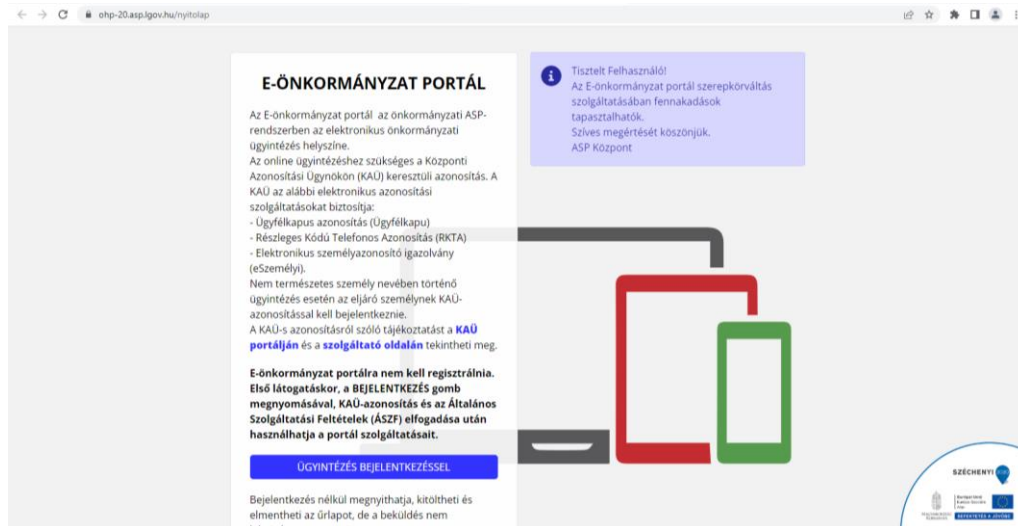 ohp-20.asp.lgov.hu/nyitolap
E-ÖNKORMÁNYZAT PORTÁL
Az E-önkormányzat portál az önkormányzati ASP-
rendszerben az elektronikus önkormányzati
ügyintézés helyszíne.
Az online ügyintézéshez szükséges a Központi
Azonosítási Ügynökön (KAÜ) keresztüli azonosítás. A
KAÜ az alábbi elektronikus azonosítási
szolgáltatásokat biztosítja:
- Ügyfélkapus azonosítás (Ügyfélkapu)
- Részleges Kódú Telefonos Azonosítás (RKTA)
- Elektronikus személyazonosító igazolvány
(eSzemélyi).
Nem természetes személy nevében történő
ügyintézés esetén az eljáró személynek KAÜ-
azonosítással kell bejelentkeznie.
A KAÜ-s azonosításról szóló tájékoztatást a KAÜ
portálján és a szolgáltató oldalán tekintheti meg.
E-önkormányzat portálra nem kell regisztrálnia.
Első látogatáskor, a BEJELENTKEZÉS gomb
megnyomásával, KAÜ-azonosítás és az Általános
Szolgáltatási Feltételek (ÁSZF) elfogadása után
használhatja a portál szolgáltatásait.
ÜGYINTÉZÉS BEJELENTKEZÉSSEL
Bejelentkezés nélkül megnyithatja, kitöltheti és
elmentheti az űrlapot, de a beküldés nem
Tisztelt Felhasználó!
Az E-önkormányzat portál szerepkörváltás
szolgáltatásában fennakadások
tapasztalhatók.
Szíves megértését köszönjük.
ASP Központ
SZÉCHENYI
BEFEKTETÉS A JÖVŐBE